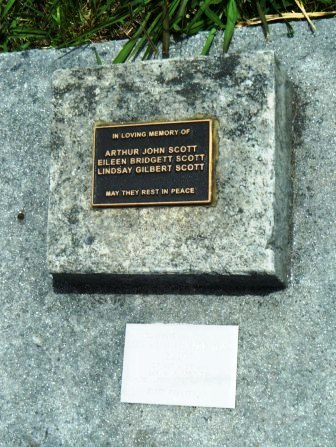 IN LOVING MEMORY OF
ARTHUR JOHN SCOTT
EILEEN BRIDGETT SCOTT
LINDSAY GILBERT SCOTT
MAY THEY REST IN PEACE